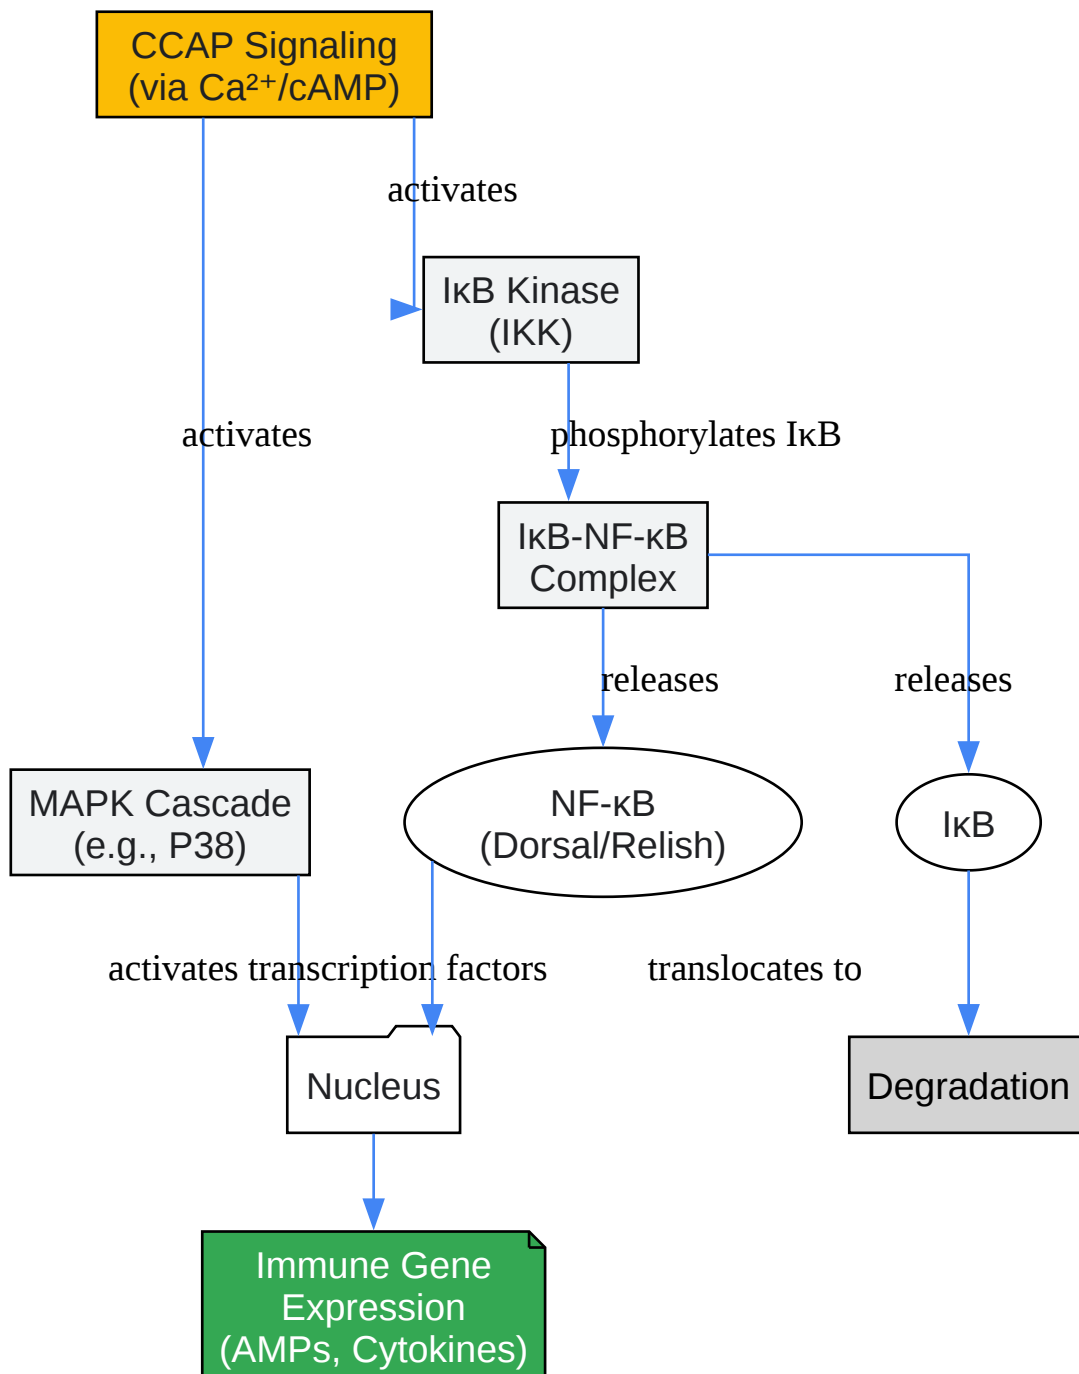 CCAP Signaling
(via Ca²⁺/cAMP)
activates
IκB Kinase
(IKK)
activates
phosphorylates IκB
IκB-NF-κB
Complex
releases
releases
MAPK Cascade
(e.g., P38)
NF-κB
(Dorsal/Relish)
IκB
activates transcription factors
translocates to
Nucleus
Degradation
Immune Gene
Expression
(AMPs, Cytokines)